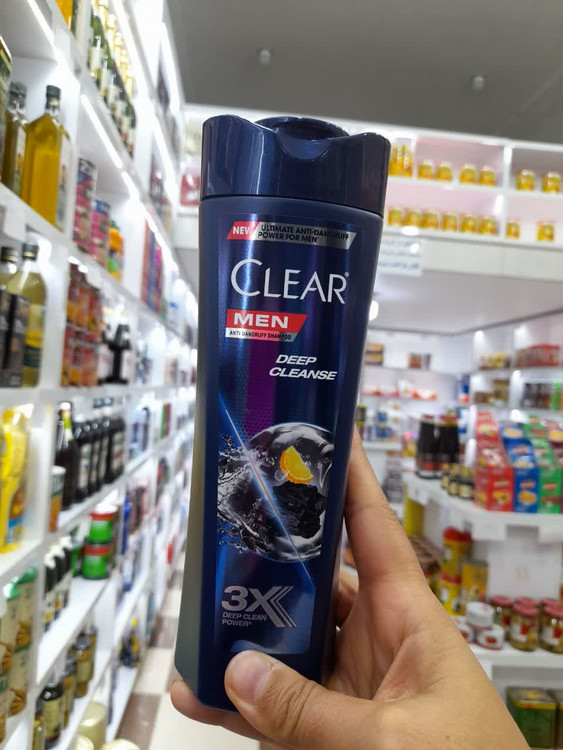 NEW
ULTIMATE ANTI-DANDRUFF
POWER FOR MEN*
CLEAR®
MEN
ANTI-DANDRUFF SHAMPOO
DEEP
CLEANSE
3X
DEEP CLEAN
POWER*